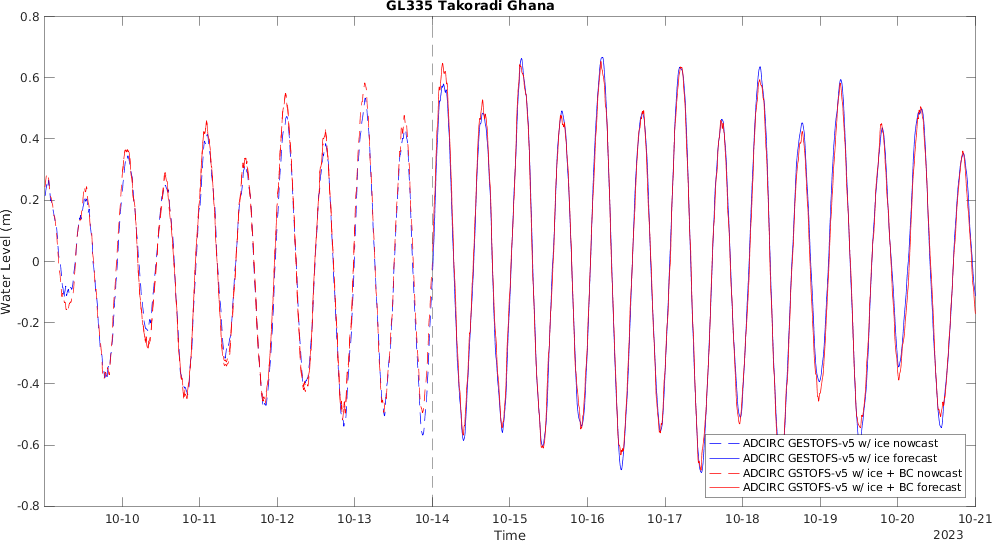 GL335 Takoradi Ghana
0.8
0.6
0.4
0.2
0
-0.2
-0.4
-0.6
-0.8
Water Level (m)
ADCIRC GESTOFS-v5 w/ ice nowcast
ADCIRC GESTOFS-v5 w/ ice forecast
ADCIRC GSTOFS-v5 w/ ice + BC nowcast
ADCIRC GSTOFS-v5 w/ ice + BC forecast
10-10 10-11 10-12 10-13 10-14 10-15 10-16 10-17 10-18 10-19 10-20 10-21
Time
2023